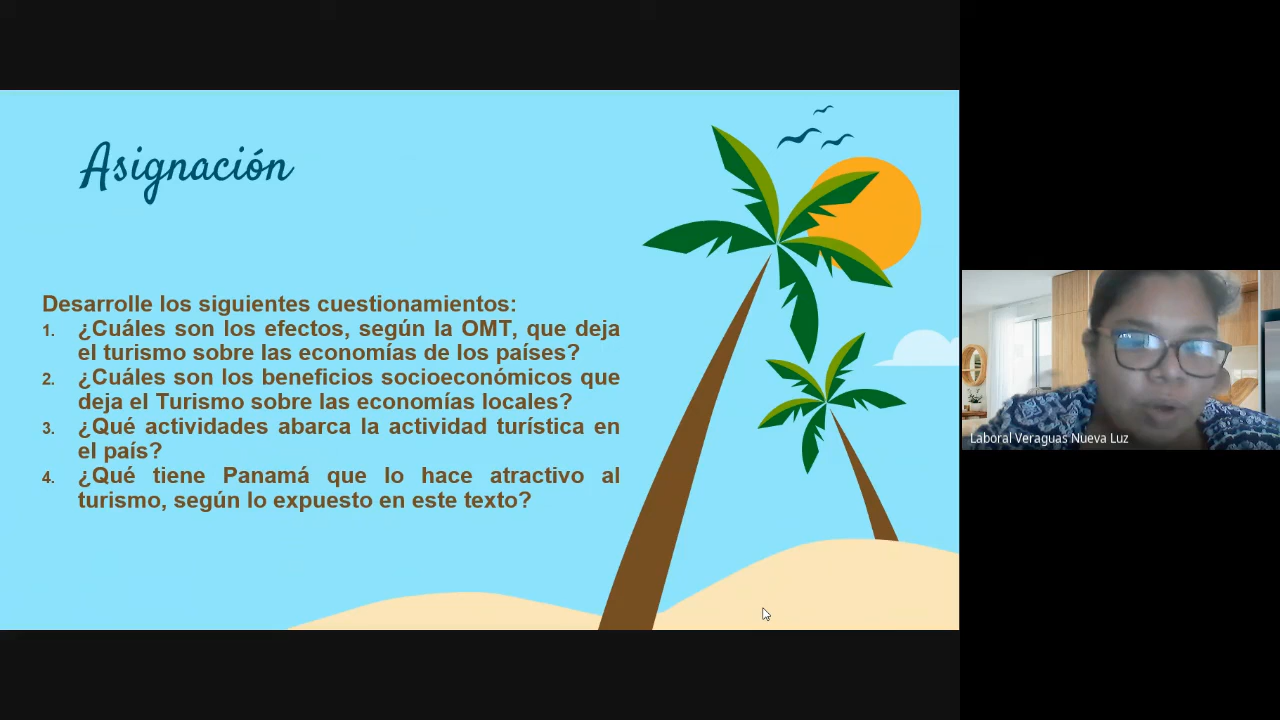 Asignación
Desarrolle los siguientes cuestionamientos:
1. ¿Cuáles son los efectos, según la OMT, que deja
el turismo sobre las economías de los países?
2. ¿Cuáles son los beneficios socioeconómicos que
deja el Turismo sobre las economías locales?
3. ¿Qué actividades abarca la actividad turística en
el país?
4. ¿Qué tiene Panamá que lo hace atractivo al
turismo, según lo expuesto en este texto?
Laboral Veraguas Nueva Luz